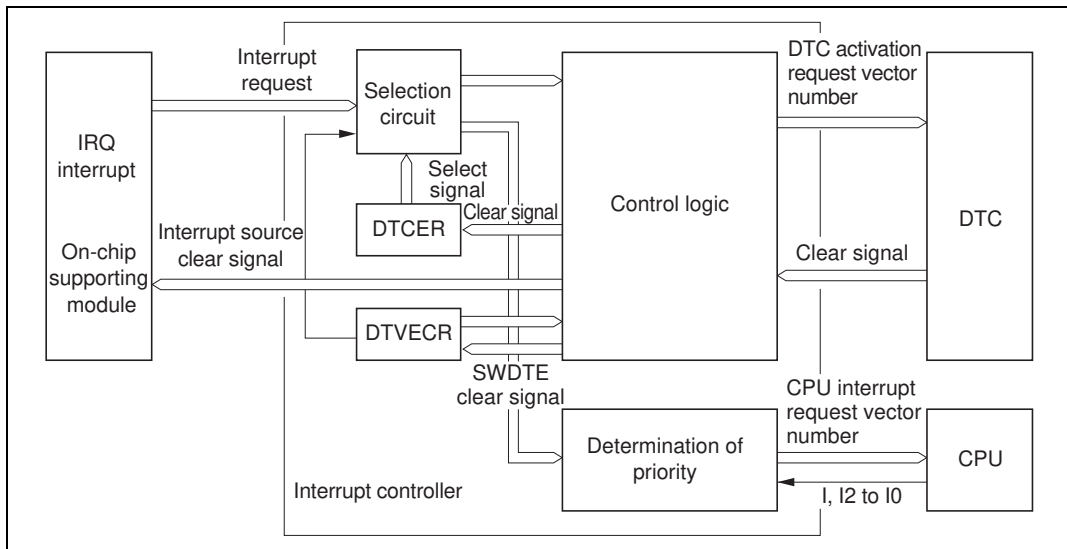 IRQ
interrupt
On-chip
supporting
module
Interrupt
request
Interrupt source
clear signal
Selection
circuit
Select
signal
DTCER
Clear signal
DTVECR
SWDTE
clear signal
Control logic
Determination of
priority
DTC activation
request vector
number
Clear signal
DTC
CPU interrupt
request vector
number
CPU
I, I2 to I0
Interrupt controller